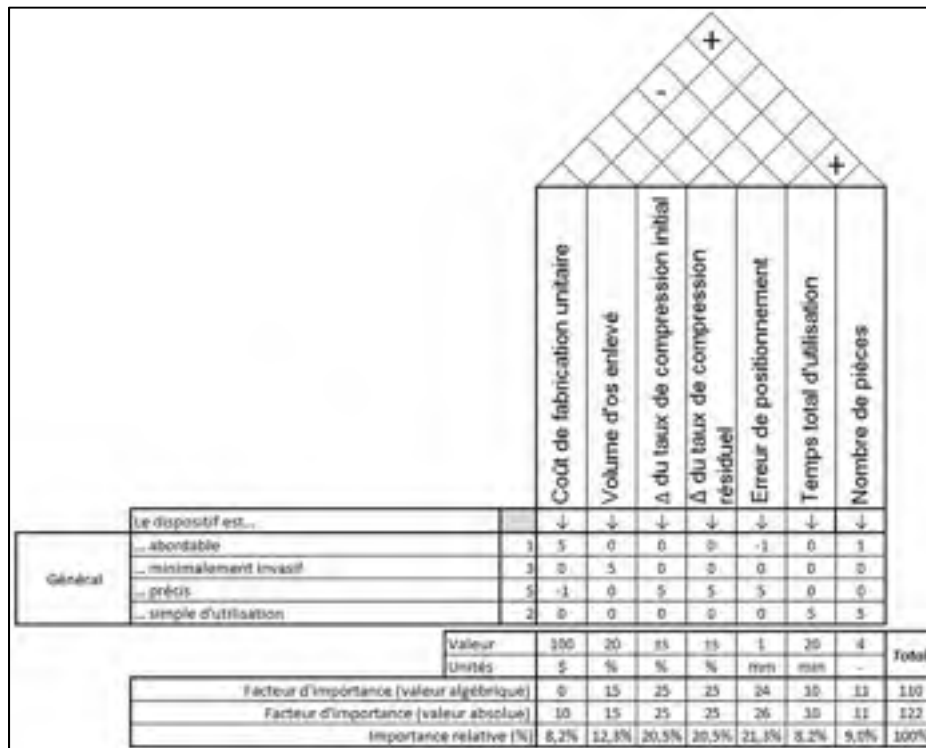 +
-
+
Coût de fabrication unitaire
Volume d'os enlevé
Δ du taux de compression initial
Δ du taux de compression
résiduel
Erreur de positionnement
Temps total d'utilisation
Nombre de pièces
Le dispositif est... ↓ ↓ ↓ ↓ ↓ ↓ ↓
Général
... abordable 1 5 0 0 0 -1 0 1
... minimalement invasif 3 0 5 0 0 0 0 0
... précis 5 -1 0 5 5 5 0 0
... simple d'utilisation 2 0 0 0 0 0 5 5
Valeur 100 20 ±5 ±5 1 20 4 Total
Unités $ % % % mm min -
Facteur d'importance (valeur algébrique) 0 15 25 25 24 10 11 110
Facteur d'importance (valeur absolue) 10 15 25 25 26 10 11 122
Importance relative (%) 8,2% 12,3% 20,5% 20,5% 21,3% 8,2% 9,0% 100%